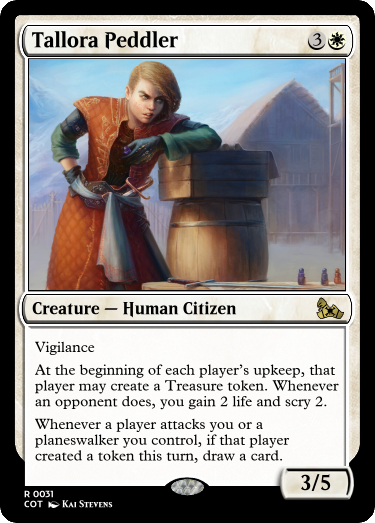 Tallora Peddler 3
Creature — Human Citizen
Vigilance
At the beginning of each player's upkeep, that
player may create a Treasure token. Whenever
an opponent does, you gain 2 life and scry 2.
Whenever a player attacks you or a
planeswalker you control, if that player
created a token this turn, draw a card.
3/5
R 0031
COT Kai Stevens